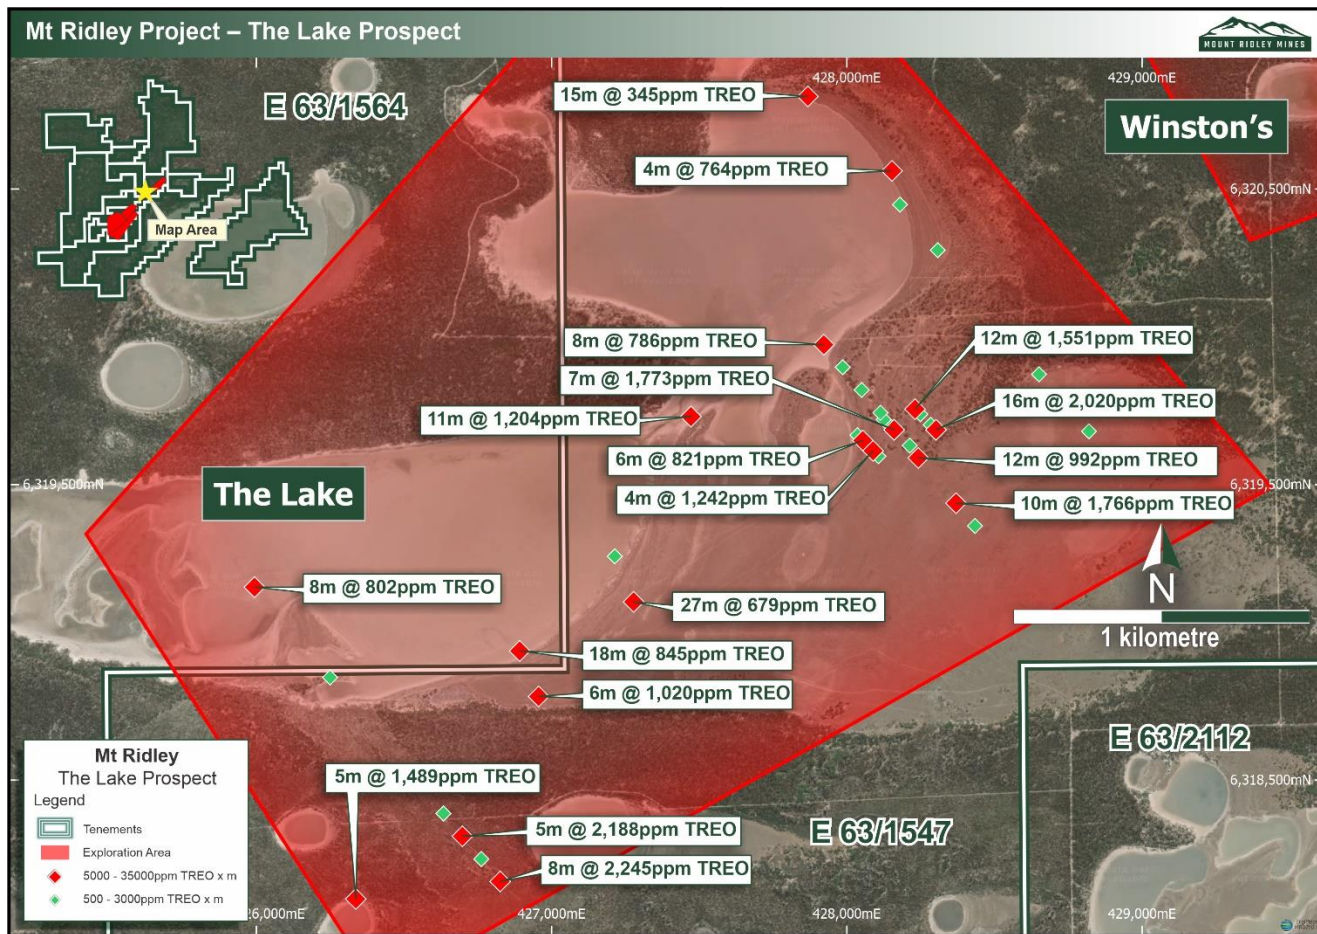 Mt Ridley Project – The Lake Prospect
MOUNT RIDLEY MINES
428,000mE
429,000mE
E 63/1564
15m @ 345ppm TREO
Winston's
4m @ 764ppm TREO
6,320,500mN
Map Area
8m @ 786ppm TREO
12m @ 1,551ppm TREO
7m @ 1,773ppm TREO
16m @ 2,020ppm TREO
11m @ 1,204ppm TREO
6m @ 821ppm TREO
12m @ 992ppm TREO
6,319,500mN
The Lake
4m @ 1,242ppm TREO
6,319,500mN
10m @ 1,766ppm TREO
8m @ 802ppm TREO
N
27m @ 679ppm TREO
1 kilometre
18m @ 845ppm TREO
6m @ 1,020ppm TREO
E 63/2112
Mt Ridley
The Lake Prospect
Legend
Tenements
Exploration Area
5000 - 35000ppm TREO x m
500 - 3000ppm TREO x m
5m @ 1,489ppm TREO
6,318,500mN
5m @ 2,188ppm TREO
E 63/1547
8m @ 2,245ppm TREO
426,000mE
427,000mE
428,000mE
429,000mE